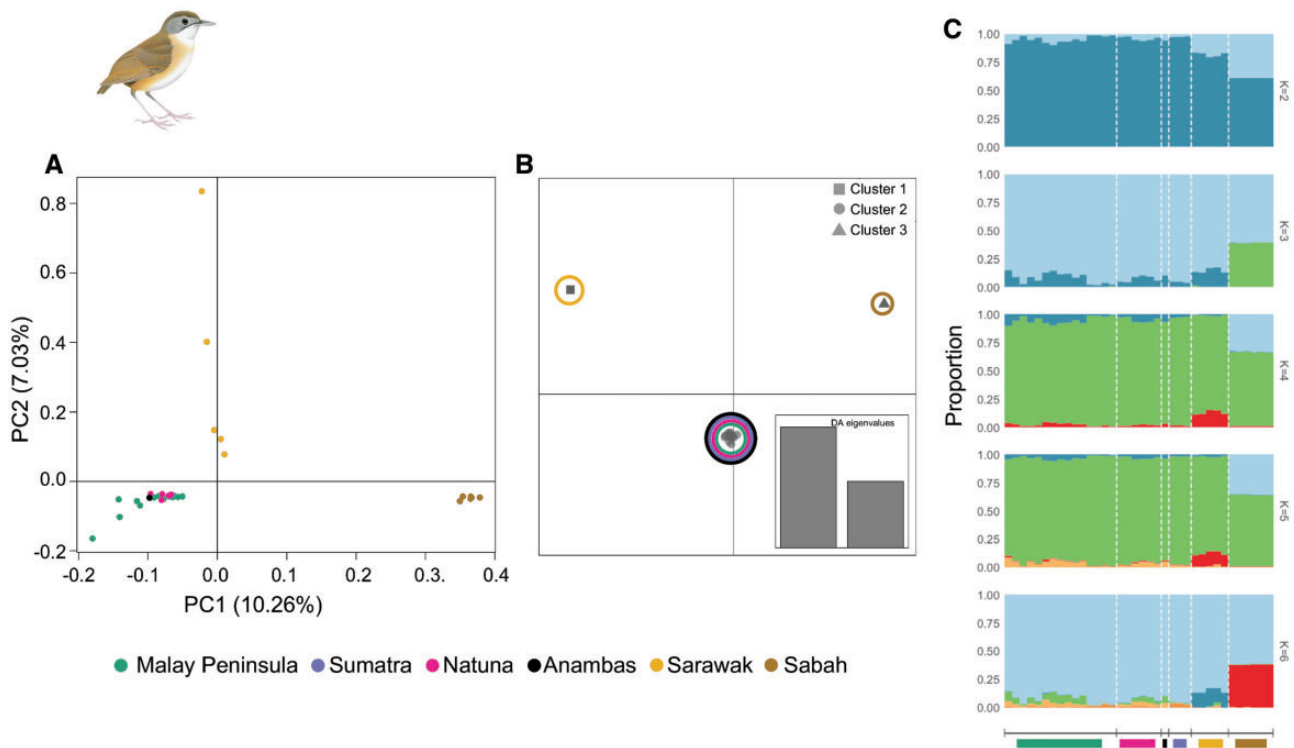 A
PC2 (7.03%)
0.8
0.6
0.4
0.2
0.0
-0.2
-0.2 -0.1 0.0 0.1 0.2 0.3. 0.4
PC1 (10.26%)
B
Cluster 1
Cluster 2
Cluster 3
DA eigenvalues
Malay Peninsula Sumatra Natuna Anambas Sarawak Sabah
C
Proportion
1.00
0.75
0.50
0.25
0.00
K=2
1.00
0.75
0.50
0.25
0.00
K=3
1.00
0.75
0.50
0.25
0.00
K=4
1.00
0.75
0.50
0.25
0.00
K=5
1.00
0.75
0.50
0.25
0.00
K=6